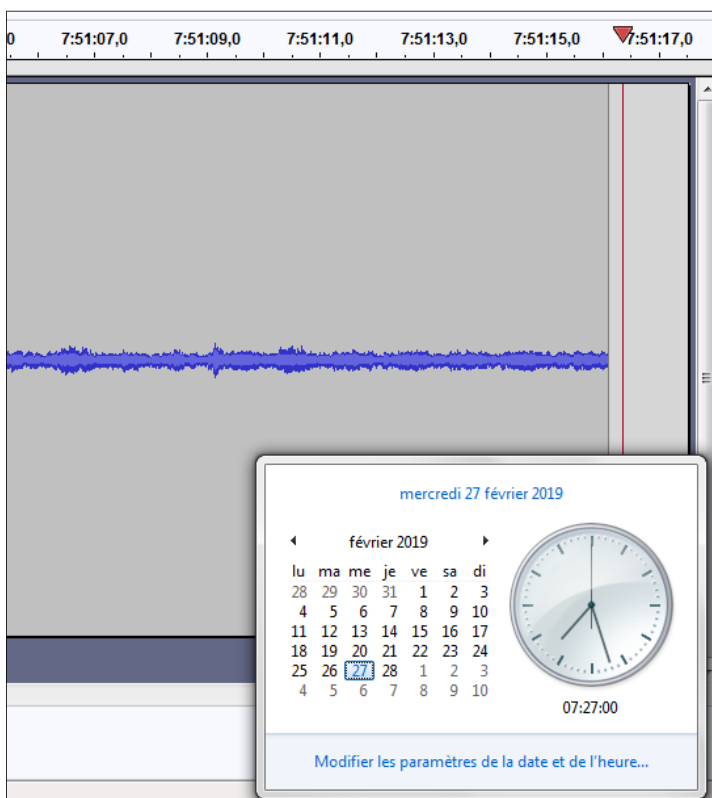 0 7:51:07,0 7:51:09,0 7:51:11,0 7:51:13,0 7:51:15,0 7:51:17,0
mercredi 27 février 2019
février 2019
lu ma me je ve sa di
28 29 30 31 1 2 3
4 5 6 7 8 9 10
11 12 13 14 15 16 17
18 19 20 21 22 23 24
25 26 27 28 1 2 3
4 5 6 7 8 9 10
07:27:00
Modifier les paramètres de la date et de l'heure...